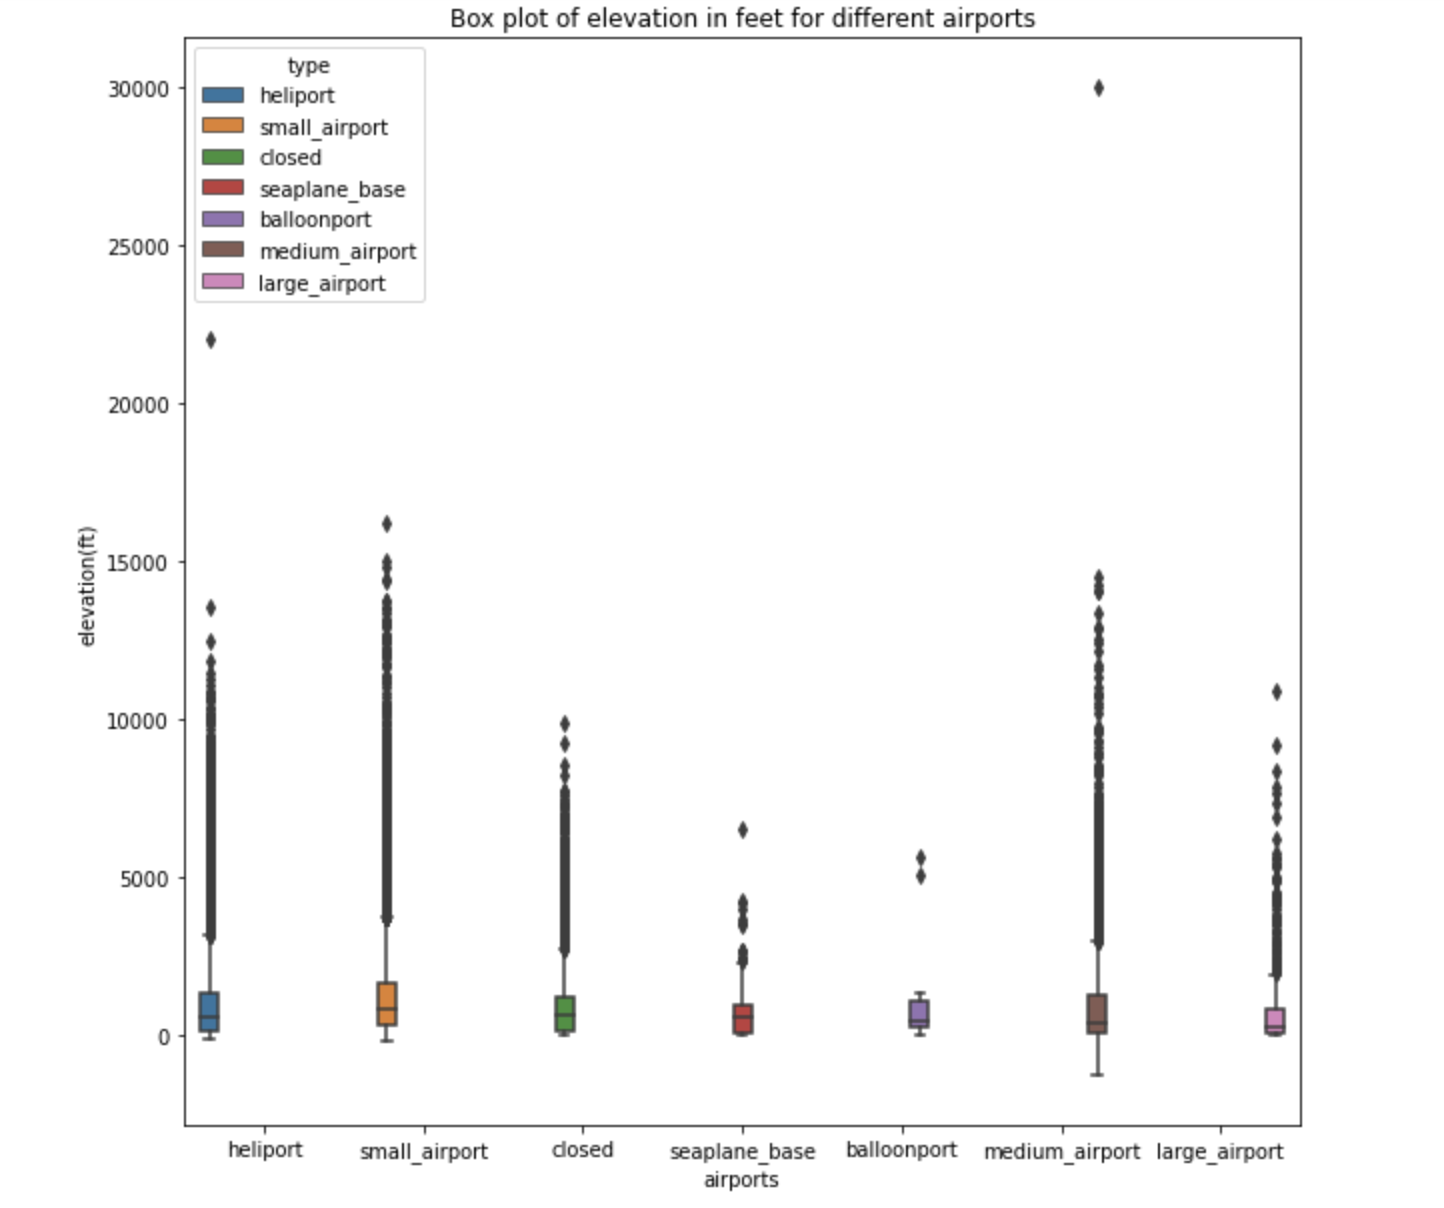 Box plot of elevation in feet for different airports
type
heliport
small_airport
closed
seaplane_base
balloonport
medium_airport
large_airport
30000
25000
20000
15000
10000
5000
0
elevation(ft)
heliport small_airport closed seaplane_base balloonport medium_airport large_airport
airports